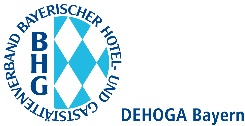 BAYERISCHER HOTEL- UND GASTSTÄTTENVERBAND
BHG
DEHOGA Bayern